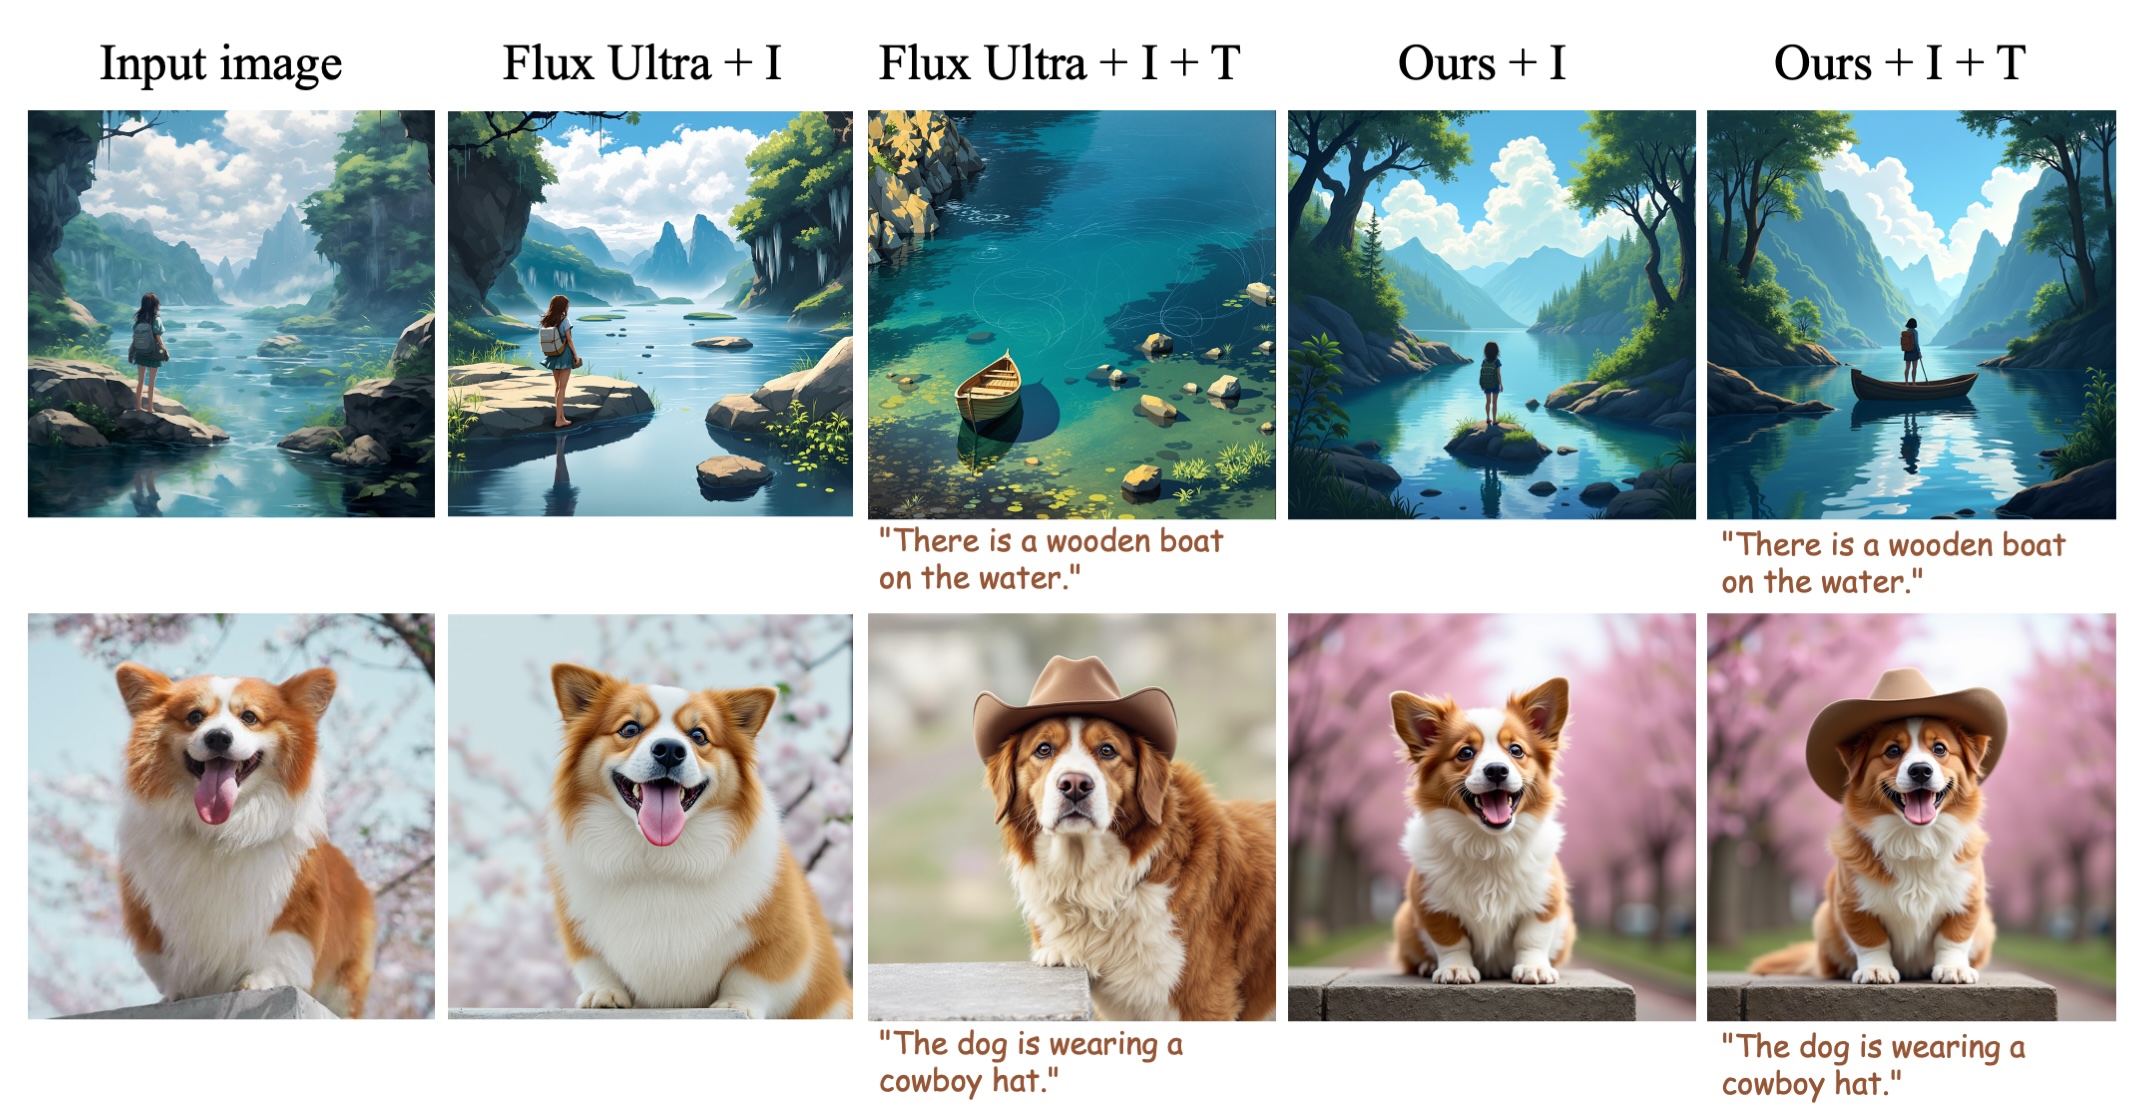 Input image
Flux Ultra + I
Flux Ultra + I + T
Ours + I
Ours + I + T
"There is a wooden boat
on the water."
"There is a wooden boat
on the water."
"The dog is wearing a
cowboy hat."
"The dog is wearing a
cowboy hat."